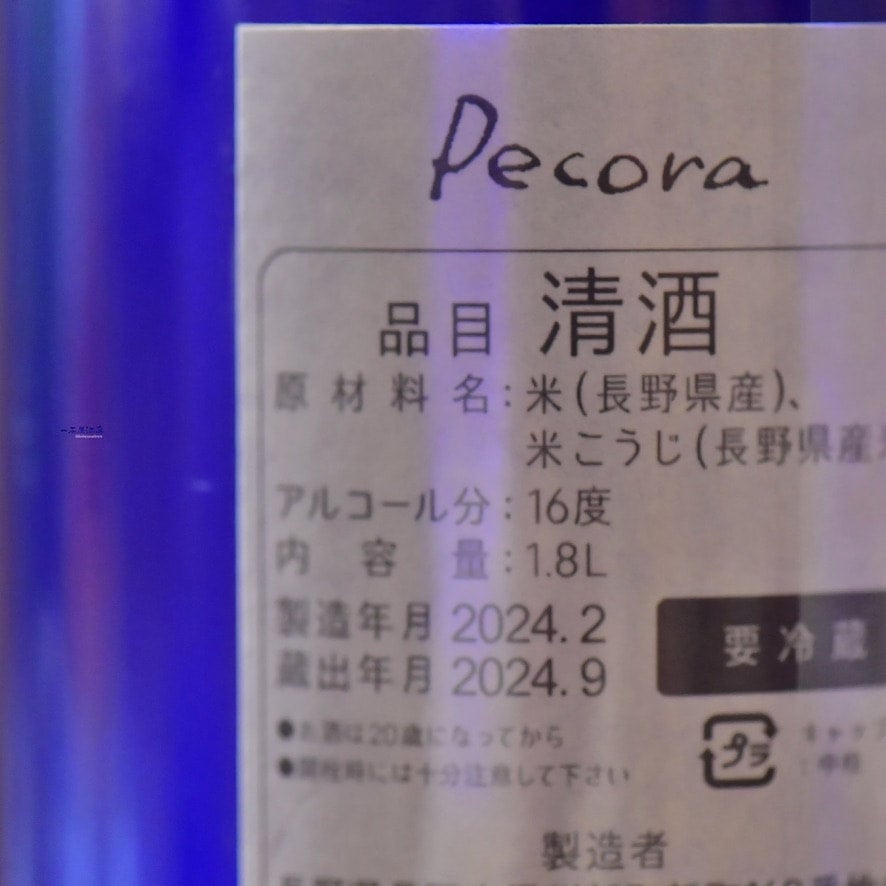 Pecora
品目 清酒
原材料名：米（長野県産）、
米こうじ（長野県産
アルコール分：16度
内容量：1.8L
製造年月 2024.2
蔵出年月 2024.9
要冷蔵
●お酒は20歳になってから
●開栓時には十分注意して下さい
プラ
製造者